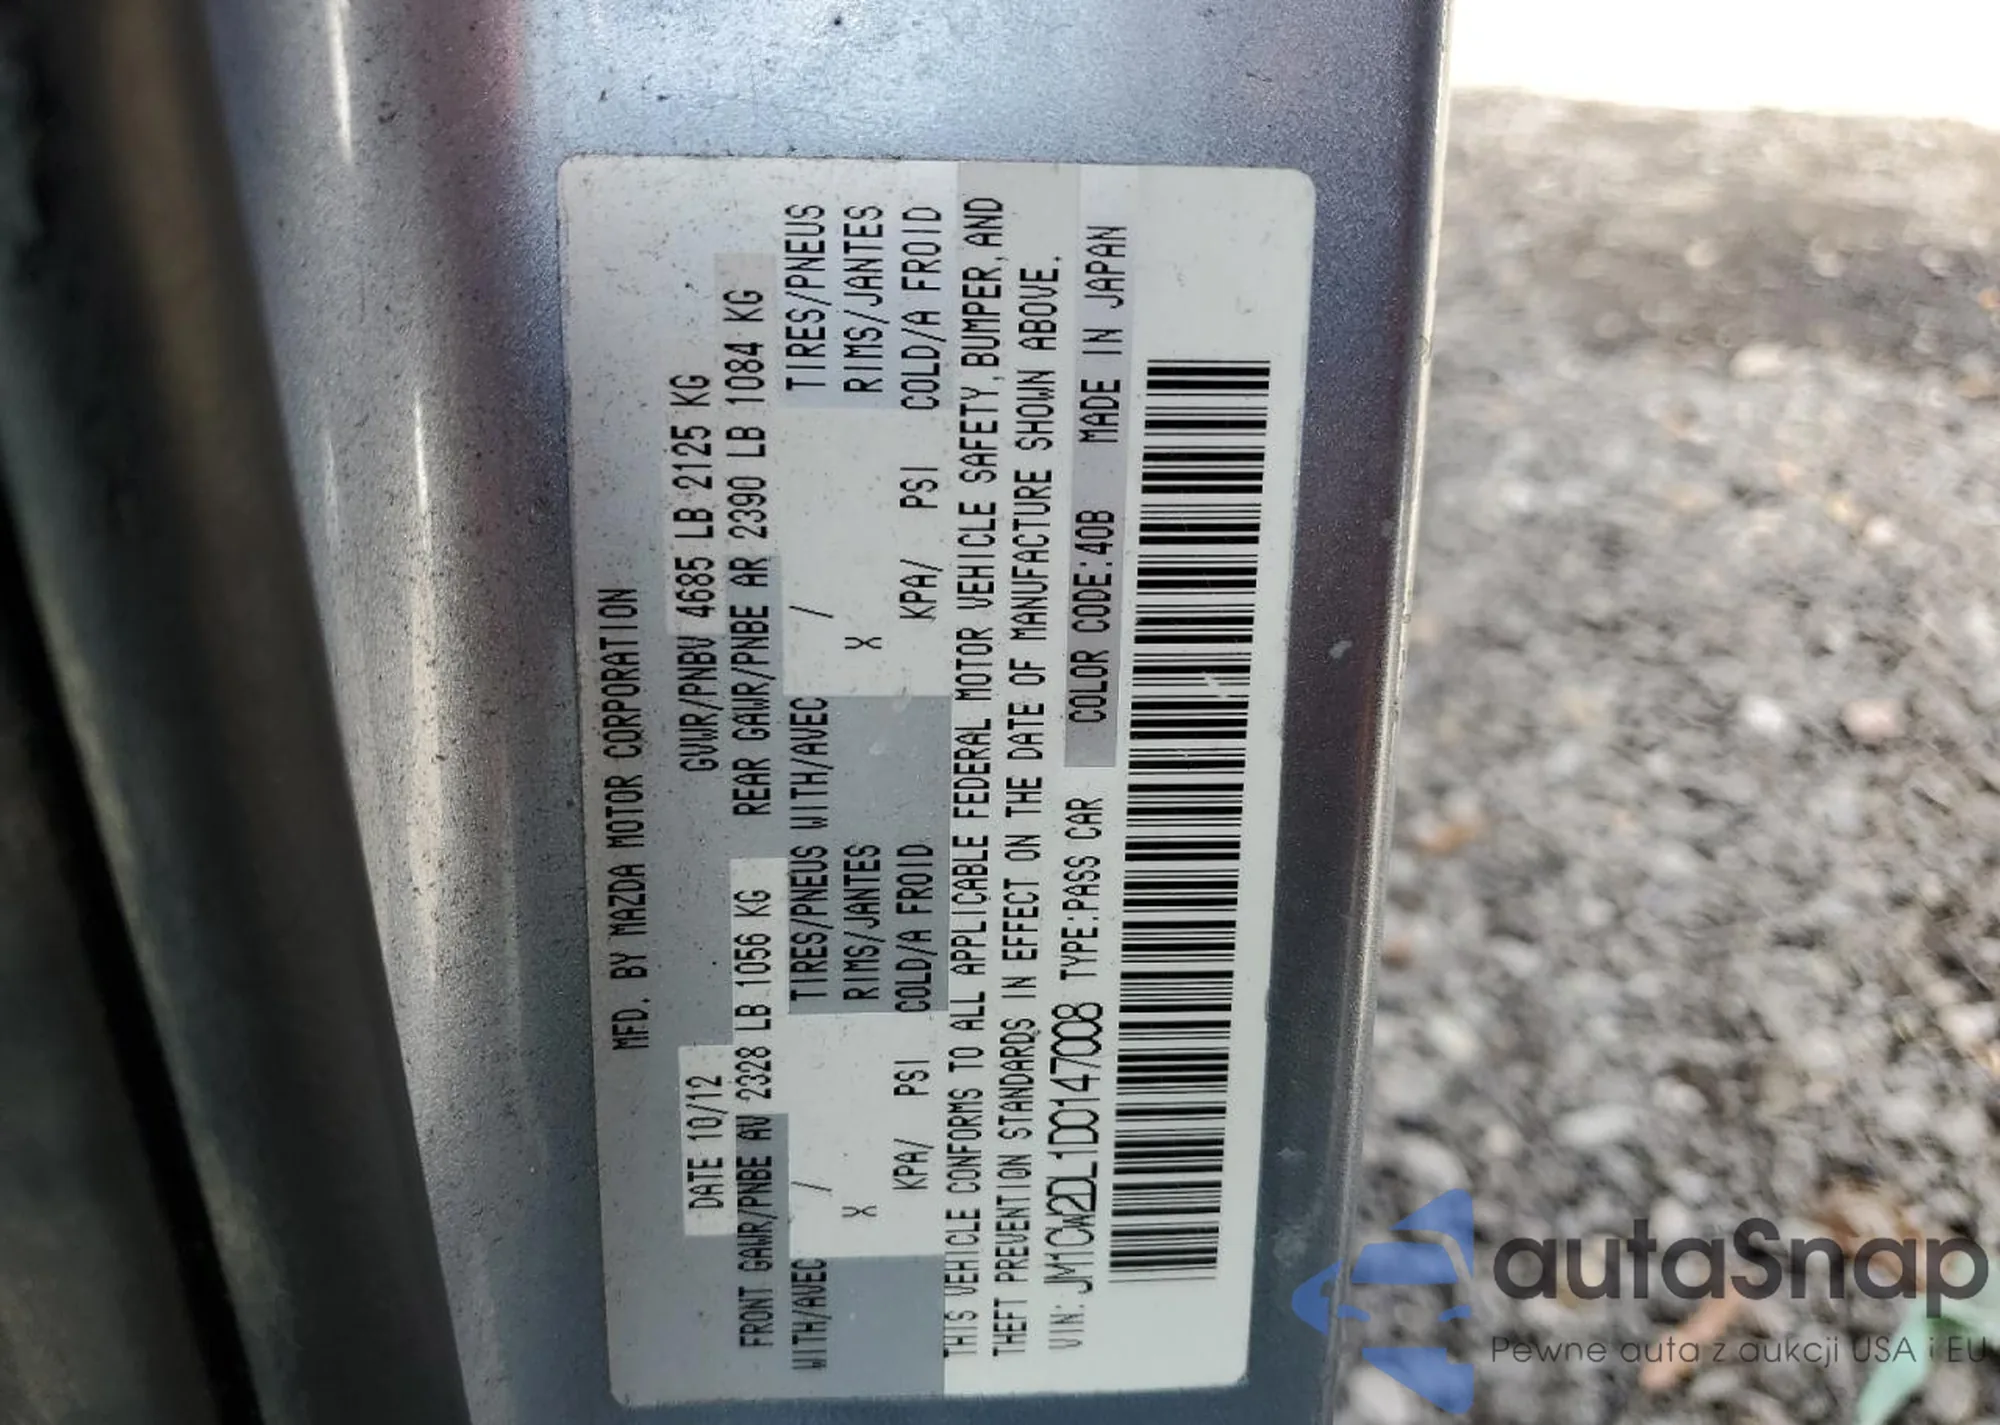 MFD. BY MAZDA MOTOR CORPORATION
DATE 10/12 GVWR/PNBV 4685 LB 2125 KG
FRONT GAWR/PNBE AV 2328 LB 1056 KG REAR GAWR/PNBE AR 2390 LB 1084 KG
WITH/AVEC / TIRES/PNEUS WITH/AVEC / TIRES/PNEUS
X RIMS/JANTES X RIMS/JANTES
KPA/ PSI COLD/A FROID KPA/ PSI COLD/A FROID
THIS VEHICLE CONFORMS TO ALL APPLICABLE FEDERAL MOTOR VEHICLE SAFETY, BUMPER, AND
THEFT PREVENTION STANDARDS IN EFFECT ON THE DATE OF MANUFACTURE SHOWN ABOVE.
VIN: JM1CW2DL1D0147008 TYPE:PASS CAR COLOR CODE:40B MADE IN JAPAN
autaSnap
Pewne auta z aukcji USA i EU